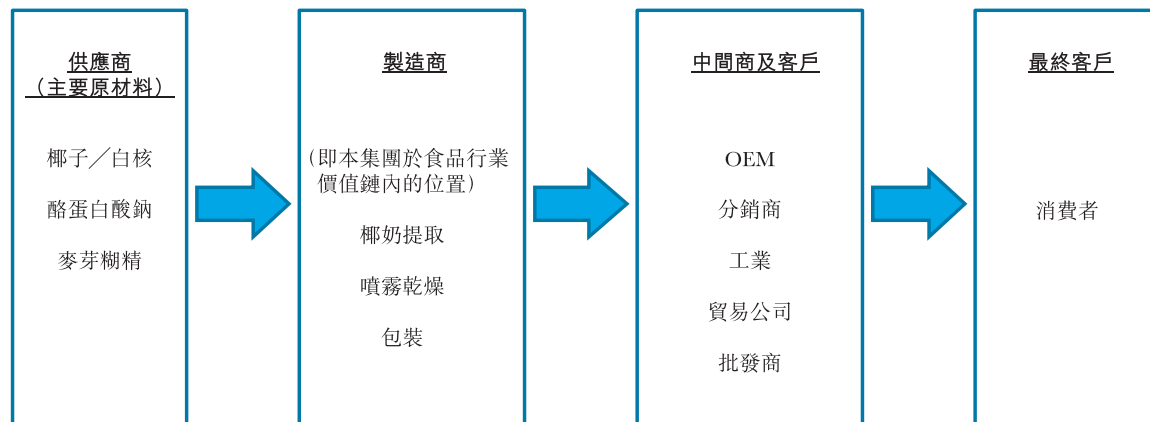 供應商
（主要原材料）
椰子／白核
酪蛋白酸鈉
麥芽糊精
製造商
（即本集團於食品行業
價值鏈內的位置）
椰奶提取
噴霧乾燥
包裝
中間商及客戶
OEM
分銷商
工業
貿易公司
批發商
最終客戶
消費者